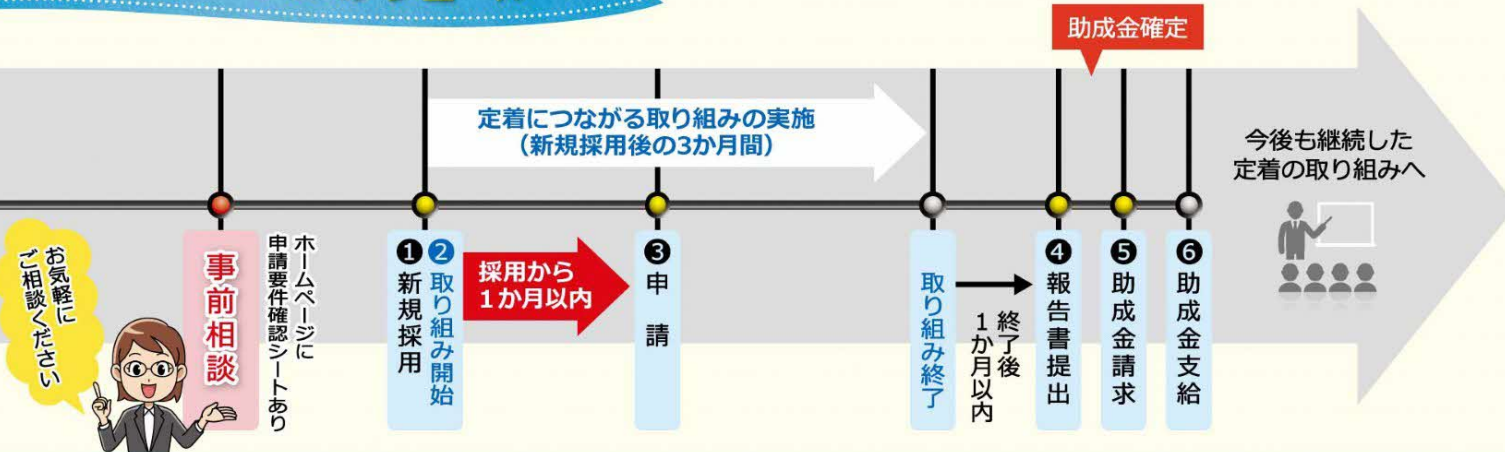 助成金確定
定着につながる取り組みの実施
（新規採用後の3か月間）
今後も継続した
定着の取り組みへ
お気軽に
ご相談ください
事前相談
ホームページに
申請要件確認シートあり
❶新規採用
❷取り組み開始
採用から
1か月以内
❸申請
取り組み終了
終了後
1か月以内
❹報告書提出
❺助成金請求
❻助成金支給